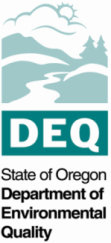 DEQ
State of Oregon
Department of
Environmental
Quality